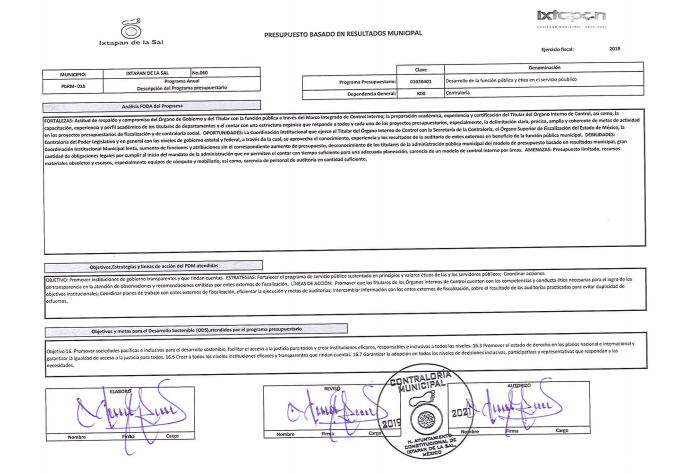 Ixtapan de la Sal
PRESUPUESTO BASADO EN RESULTADOS MUNICIPAL
Ejercicio fiscal: 2019
MUNICIPIO: IXTAPAN DE LA SAL No.060
PbRM- 01b Programa Anual
Descripción del Programa presupuestario
Clave Denominación
Programa Presupuestario: 01030401 Desarrollo de la función pública y ética en el servicio púublico
Dependencia General: K00 Contraloría
Análisis FODA del Programa
FORTALEZAS: Actitud de respaldo y compromiso del Órgano de Gobierno y del Titular con la función pública a través del Marco Integrado de Control Interno; la preparación académica, experiencia y certificación del Titular del Órgano Interno de Control, así como, la
capacitación, experiencia y perfil académico de los titulares de departamentos y el contar con una estructura orgánica que responde a todos y cada uno de los proyectos presupuestarios, especialmente, la delimitación clara, precisa, amplia y coherente de metas de actividad
en los proyectos presupuestarios de fiscalización y de contraloría social. OPORTUNIDADES: La Coordinación Institucional que ejerce el Titular del Órgano Interno de Control con la Secretaría de la Contraloría, el Órgano Superior de Fiscalización del Estado de México, la
Contraloría del Poder Legislativo y en general con los niveles de gobierno estatal y federal, a través de la cual, se aprovecha el conocimiento, experiencia y los resultados de la auditoría de estos externos en beneficio de la función pública municipal. DEBILIDADES:
Coordinación Institucional Municipal lenta, aumento de funciones y atribuciones sin el correspondiente aumento de presupuesto, desconocimiento de los titulares de la administración pública municipal del modelo de presupuesto basado en resultados municipal, gran
cantidad de obligaciones legales por cumplir al inicio del mandato de la administración que no permiten el contar con tiempo suficiente para una adecuada planeación, carencia de un modelo de control interno por áreas. AMENAZAS: Presupuesto limitado, recursos
materiales obsoletos y escasos, especialmente equipos de cómputo y mobiliaria, así como, carencia de personal de auditoría en cantidad suficiente.
Objetivos,Estrategias y líneas de acción del PDM atendidas
OBJETIVO: Promover instituciones de gobierno transparentes y que rindan cuentas. ESTRATEGIAS: Fortalecer el programa de servicio público sustentado en principios y valores éticos de las y los servidores públicos; Coordinar acciones
de transparencia en la atención de observaciones y recomendaciones emitidas por entes externos de fiscalización. LÍNEAS DE ACCIÓN: Promover que los titulares de los Órganos Internos de Control cuenten con las competencias y conducta ética necesarias para el logro de los
objetivos institucionales; Coordinar planes de trabajo con entes externos de fiscalización, eficientar la ejecución y metas de auditorías; Intercambiar información con los entes externos de fiscalización, sobre el resultado de las auditorías practicadas para evitar duplicidad de
esfuerzos.
Objetivos y metas para el Desarrollo Sostenible (ODS),atendidos por el programa presupuestario
Objetivo 16. Promover sociedades pacíficas e inclusivas para el desarrollo sostenible, facilitar el acceso a la justicia para todos y crear instituciones eficaces, responsables e inclusivas a todos los niveles. 16.3 Promover el estado de derecho en los planos nacional e internacional y
garantizar la igualdad de acceso a la justicia para todos. 16.6 Crear a todos los niveles instituciones eficaces y transparentes que rindan cuentas. 16.7 Garantizar la adopción en todos los niveles de decisiones inclusivas, participativas y representativas que respondan a las
necesidades.
ELABORÓ REVISÓ AUTORIZÓ
Nombre Firma Cargo
Nombre Firma Cargo
CONTRALORÍA
MUNICIPAL
2019 2021
H. AYUNTAMIENTO
CONSTITUCIONAL DE
IXTAPAN DE LA SAL,
MÉXICO
Cargo